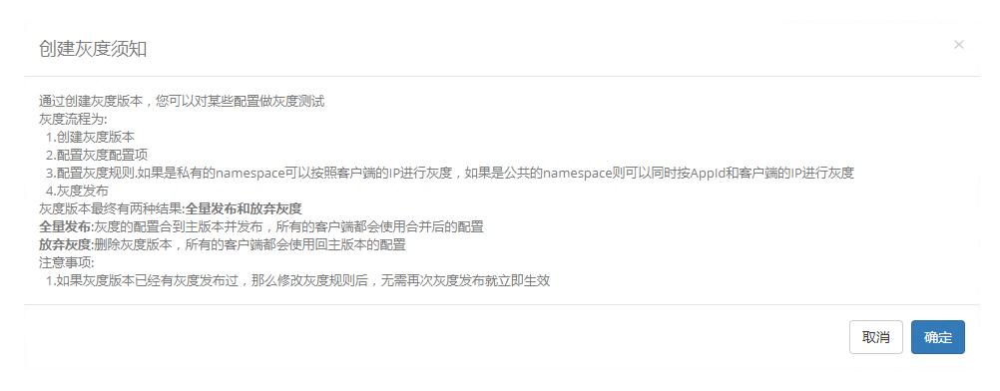 创建灰度须知
×
通过创建灰度版本，您可以对某些配置做灰度测试
灰度流程为:
1.创建灰度版本
2.配置灰度配置项
3.配置灰度规则.如果是私有的namespace可以按照客户端的IP进行灰度，如果是公共的namespace则可以同时按AppId和客户端的IP进行灰度
4.灰度发布
灰度版本最终有两种结果:全量发布和放弃灰度
全量发布:灰度的配置合到主版本并发布，所有的客户端都会使用合并后的配置
放弃灰度:删除灰度版本，所有的客户端都会使用回主版本的配置
注意事项:
1.如果灰度版本已经有灰度发布过，那么修改灰度规则后，无需再次灰度发布就立即生效
取消 确定